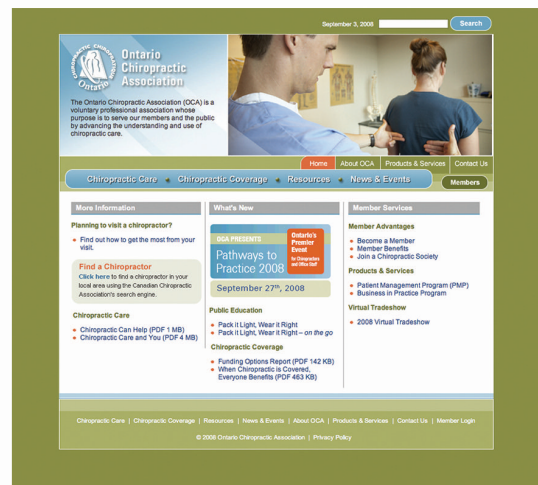 September 3, 2008
Search
CHIROPRACTIC CHIROPRATIQUE
Ontario
Ontario
Chiropractic
Association
The Ontario Chiropractic Association (OCA) is a
voluntary professional association whose
purpose is to serve our members and the public
by advancing the understanding and use of
chiropractic care.
Home
About OCA
Products & Services
Contact Us
Chiropractic Care
Chiropractic Coverage
Resources
News & Events
Members
More Information
Planning to visit a chiropractor?
Find out how to get the most from your
visit.
Find a Chiropractor
Click here to find a chiropractor in your
local area using the Canadian Chiropractic
Association's search engine.
Chiropractic Care
Chiropractic Can Help (PDF 1 MB)
Chiropractic Care and You (PDF 4 MB)
What's New
OCA PRESENTS
Pathways to
Practice 2008
Ontario's
Premier
Event
for Chiropractors
and Office Staff
September 27th, 2008
Public Education
Pack it Light, Wear it Right
Pack it Light, Wear it Right – on the go
Chiropractic Coverage
Funding Options Report (PDF 142 KB)
When Chiropractic is Covered,
Everyone Benefits (PDF 463 KB)
Member Services
Member Advantages
Become a Member
Member Benefits
Join a Chiropractic Society
Products & Services
Patient Management Program (PMP)
Business in Practice Program
Virtual Tradeshow
2008 Virtual Tradeshow
Chiropractic Care | Chiropractic Coverage | Resources | News & Events | About OCA | Products & Services | Contact Us | Member Login
© 2008 Ontario Chiropractic Association | Privacy Policy